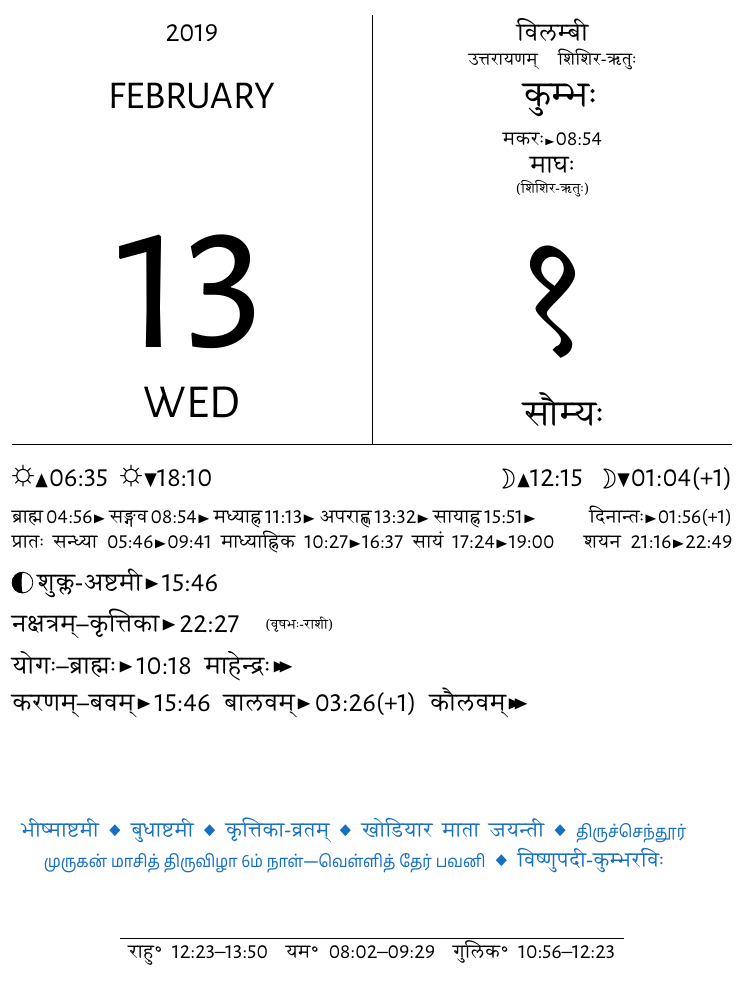 2019
FEBRUARY
13
WED
विलम्बी
उत्तरायणम् शिशिर-ऋतुः
कुम्भः
मकरः►08:54
माघः
(शिशिर-ऋतुः)
१
सौम्यः
☼▲06:35 ☼▼18:10 ☽▲12:15 ☽▼01:04(+1)
ब्राह्म 04:56► सङ्गव 08:54► मध्याह्न 11:13► अपराह्ण 13:32► सायाह्न 15:51► दिनान्तः►01:56(+1)
प्रातः सन्ध्या 05:46►09:41 माध्याह्निक 10:27►16:37 सायं 17:24►19:00 शयन 21:16►22:49
शुक्ल-अष्टमी►15:46
नक्षत्रम्–कृत्तिका►22:27 (वृषभः-राशी)
योगः–ब्राह्मः►10:18 माहेन्द्रः►►
करणम्–बवम्►15:46 बालवम्►03:26(+1) कौलवम्►►
भीष्माष्टमी ◆ बुधाष्टमी ◆ कृत्तिका-व्रतम् ◆ खोडियार माता जयन्ती ◆ திருச்செந்தூர்
முருகன் மாசித் திருவிழா 6ம் நாள்—வெள்ளித் தேர் பவனி ◆ विष्णुपदी-कुम्भरविः
राहु॰ 12:23–13:50 यम॰ 08:02–09:29 गुलिक॰ 10:56–12:23